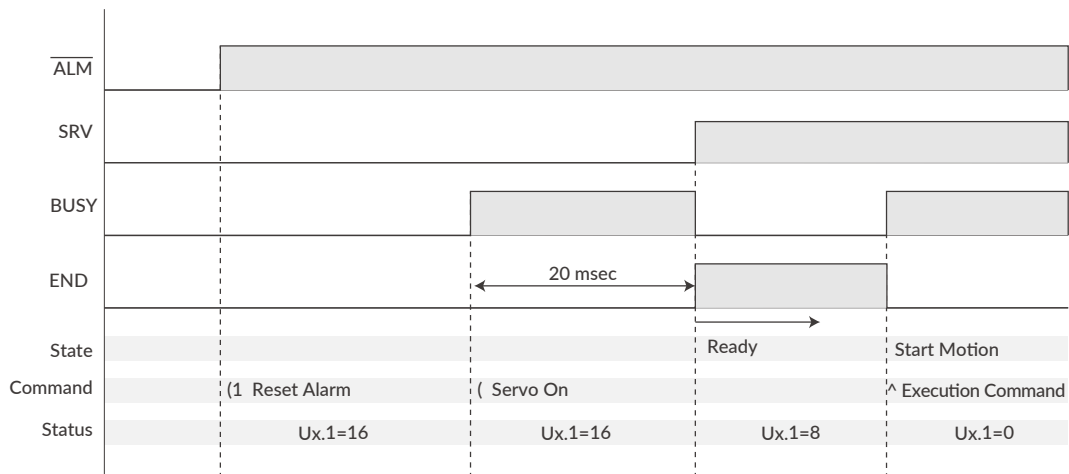 ALM
SRV
BUSY
END
20 msec
State
Ready
Start Motion
Command
(1 Reset Alarm
( Servo On
^ Execution Command
Status
Ux.1=16
Ux.1=16
Ux.1=8
Ux.1=0